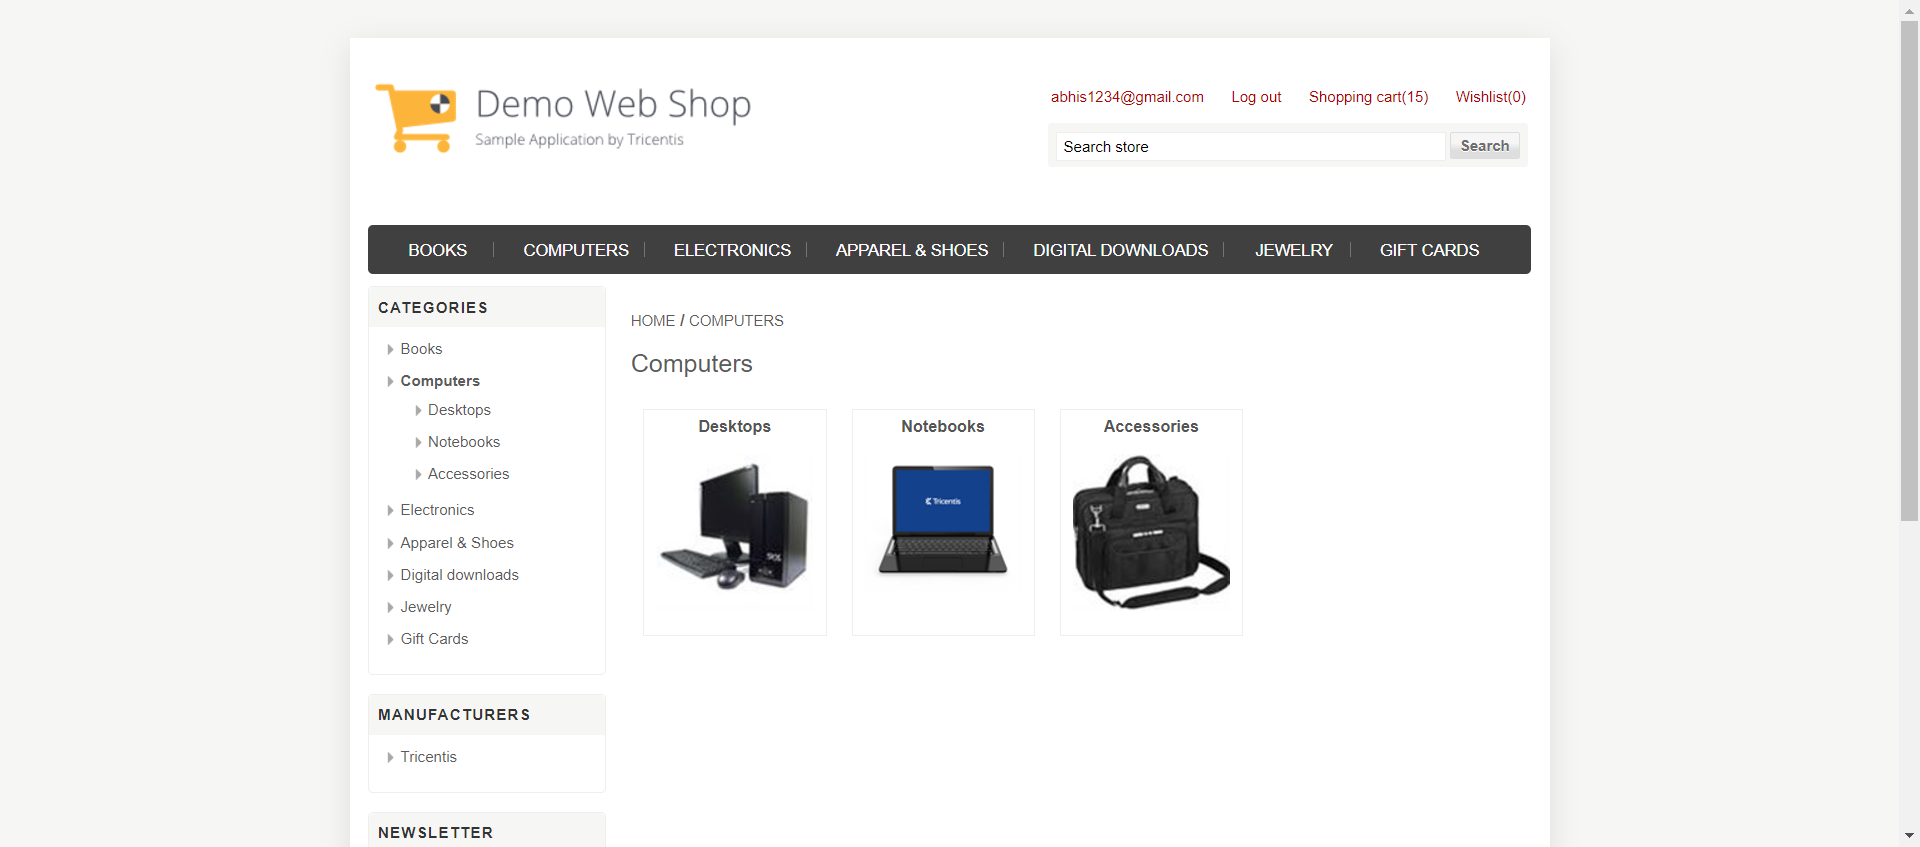 Demo Web Shop
Sample Application by Tricentis
abhis1234@gmail.com Log out Shopping cart(15) Wishlist(0)
Search store Search
BOOKS COMPUTERS ELECTRONICS APPAREL & SHOES DIGITAL DOWNLOADS JEWELRY GIFT CARDS
CATEGORIES
Books
Computers
Desktops
Notebooks
Accessories
Electronics
Apparel & Shoes
Digital downloads
Jewelry
Gift Cards
MANUFACTURERS
Tricentis
NEWSLETTER
HOME / COMPUTERS
Computers
Desktops
Notebooks
Tricentis
Accessories